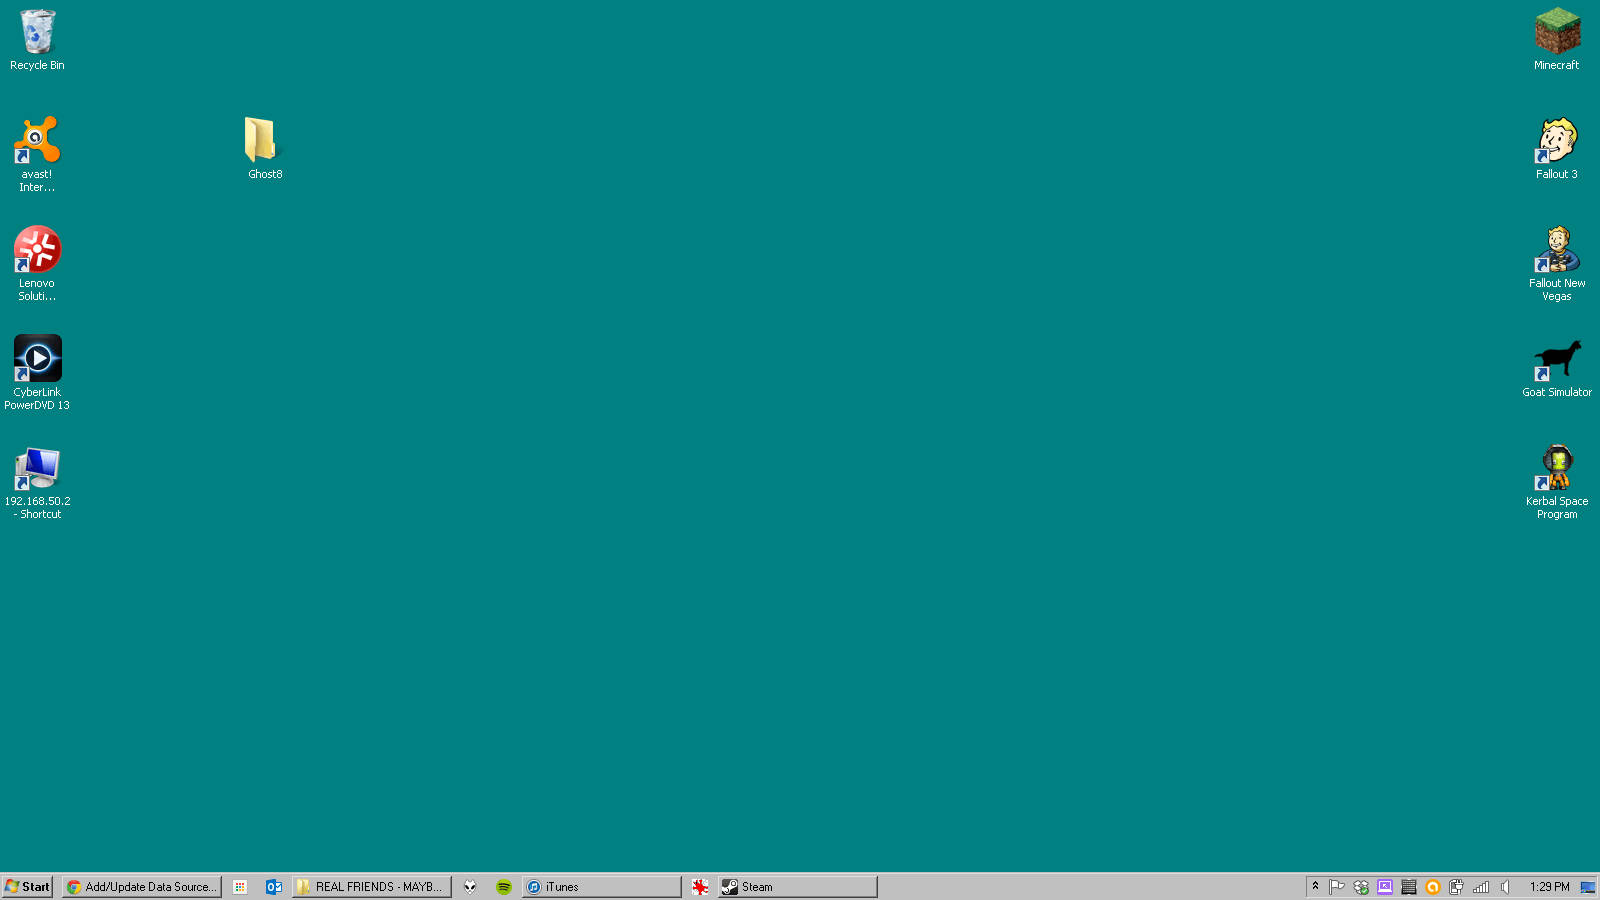 Recycle Bin
avast!
Inter...
Lenovo
Soluti...
CyberLink
PowerDVD 13
192.168.50.2
- Shortcut
Ghost8
Minecraft
Fallout 3
Fallout New
Vegas
Goat Simulator
Kerbal Space
Program
Start
Add/Update Data Source...
REAL FRIENDS - MAYB...
iTunes
Steam
1:29 PM